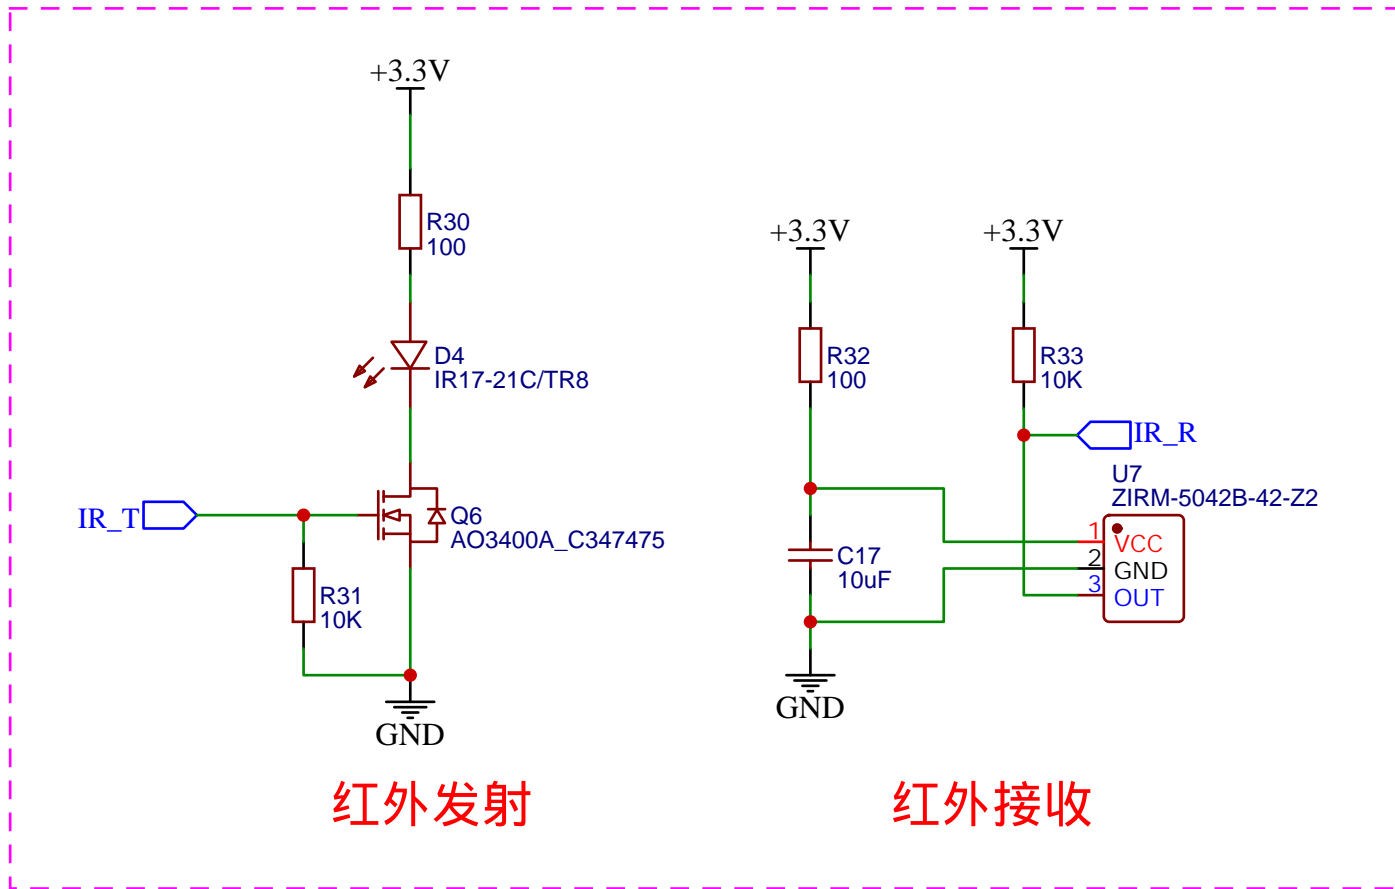 +3.3V
R30
100
D4
IR17-21C/TR8
IR_T
Q6
AO3400A_C347475
R31
10K
GND
红外发射
+3.3V
+3.3V
R32
100
R33
10K
IR_R
U7
ZIRM-5042B-42-Z2
1
VCC
2
GND
3
OUT
C17
10uF
GND
红外接收